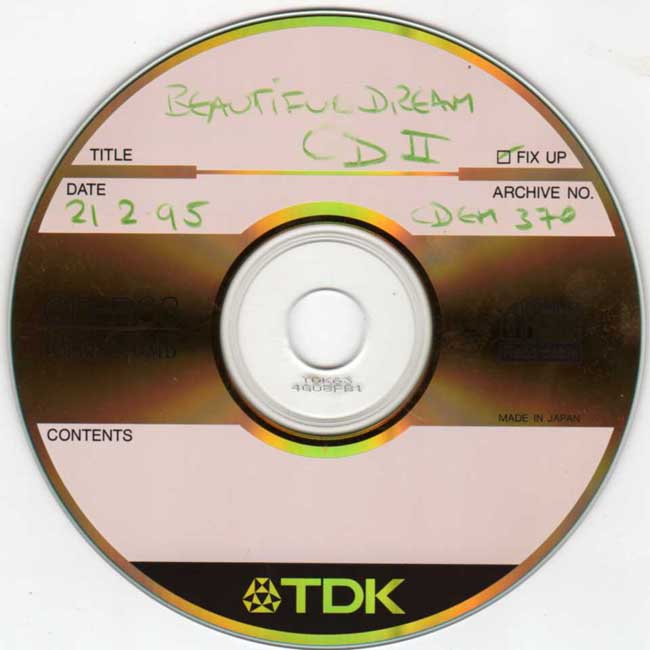 BEAUTIFUL DREAM
CD II
TITLE
FIX UP
DATE
ARCHIVE NO.
21 2.95
CDEM 370
TDK63
MADE IN JAPAN
CONTENTS
TDK